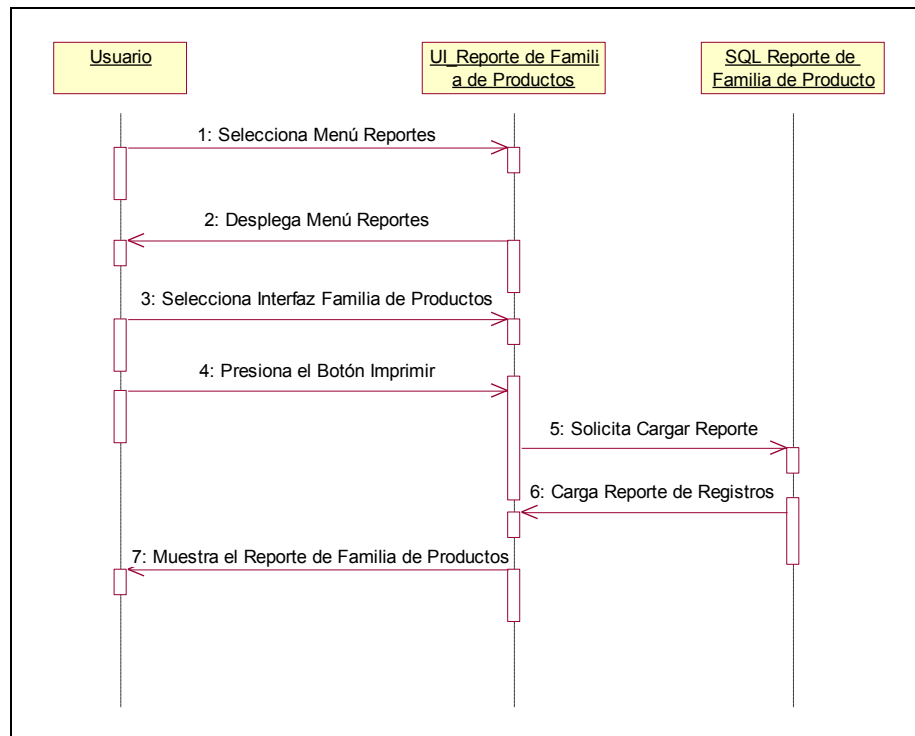 Usuario
UI_Reporte de Famili
a de Productos
SQL Reporte de
Familia de Producto
1: Selecciona Menú Reportes
2: Desplega Menú Reportes
3: Selecciona Interfaz Familia de Productos
4: Presiona el Botón Imprimir
5: Solicita Cargar Reporte
6: Carga Reporte de Registros
7: Muestra el Reporte de Familia de Productos